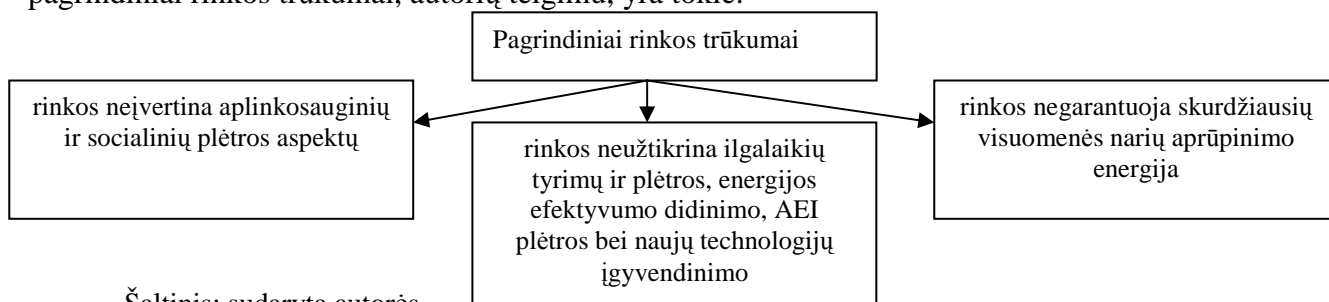 pagrindiniai rinkos trūkumai, autorių teigimu, yra tokie:
Pagrindiniai rinkos trūkumai
rinkos neįvertina aplinkosauginių
ir socialinių plėtros aspektų
rinkos neužtikrina ilgalaikių
tyrimų ir plėtros, energijos
efektyvumo didinimo, AEI
plėtros bei naujų technologijų
įgyvendinimo
rinkos negarantuoja skurdžiausių
visuomenės narių aprūpinimo
energija
Šaltinis: sudaryta autorės